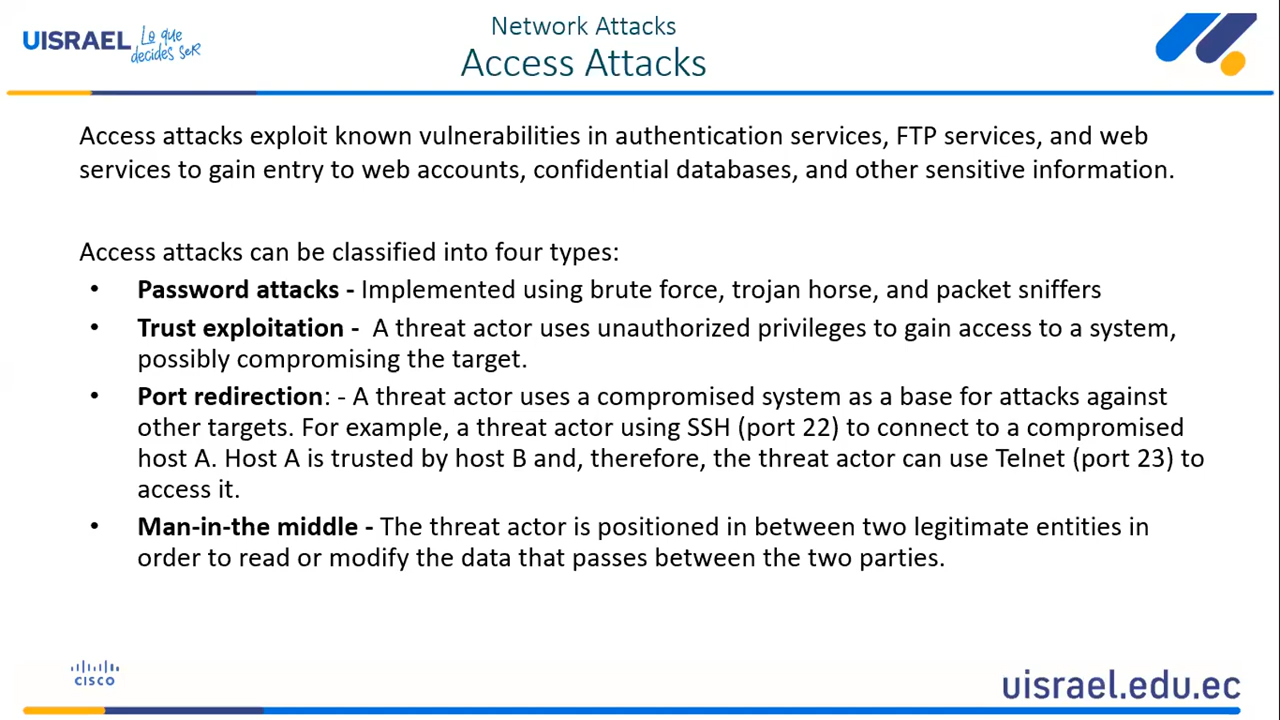 UISRAEL Lo que
decides seR
Network Attacks
Access Attacks
Access attacks exploit known vulnerabilities in authentication services, FTP services, and web
services to gain entry to web accounts, confidential databases, and other sensitive information.
Access attacks can be classified into four types:
• Password attacks - Implemented using brute force, trojan horse, and packet sniffers
• Trust exploitation -  A threat actor uses unauthorized privileges to gain access to a system,
possibly compromising the target.
• Port redirection: - A threat actor uses a compromised system as a base for attacks against
other targets. For example, a threat actor using SSH (port 22) to connect to a compromised
host A. Host A is trusted by host B and, therefore, the threat actor can use Telnet (port 23) to
access it.
• Man-in-the middle - The threat actor is positioned in between two legitimate entities in
order to read or modify the data that passes between the two parties.
CISCO
uisrael.edu.ec